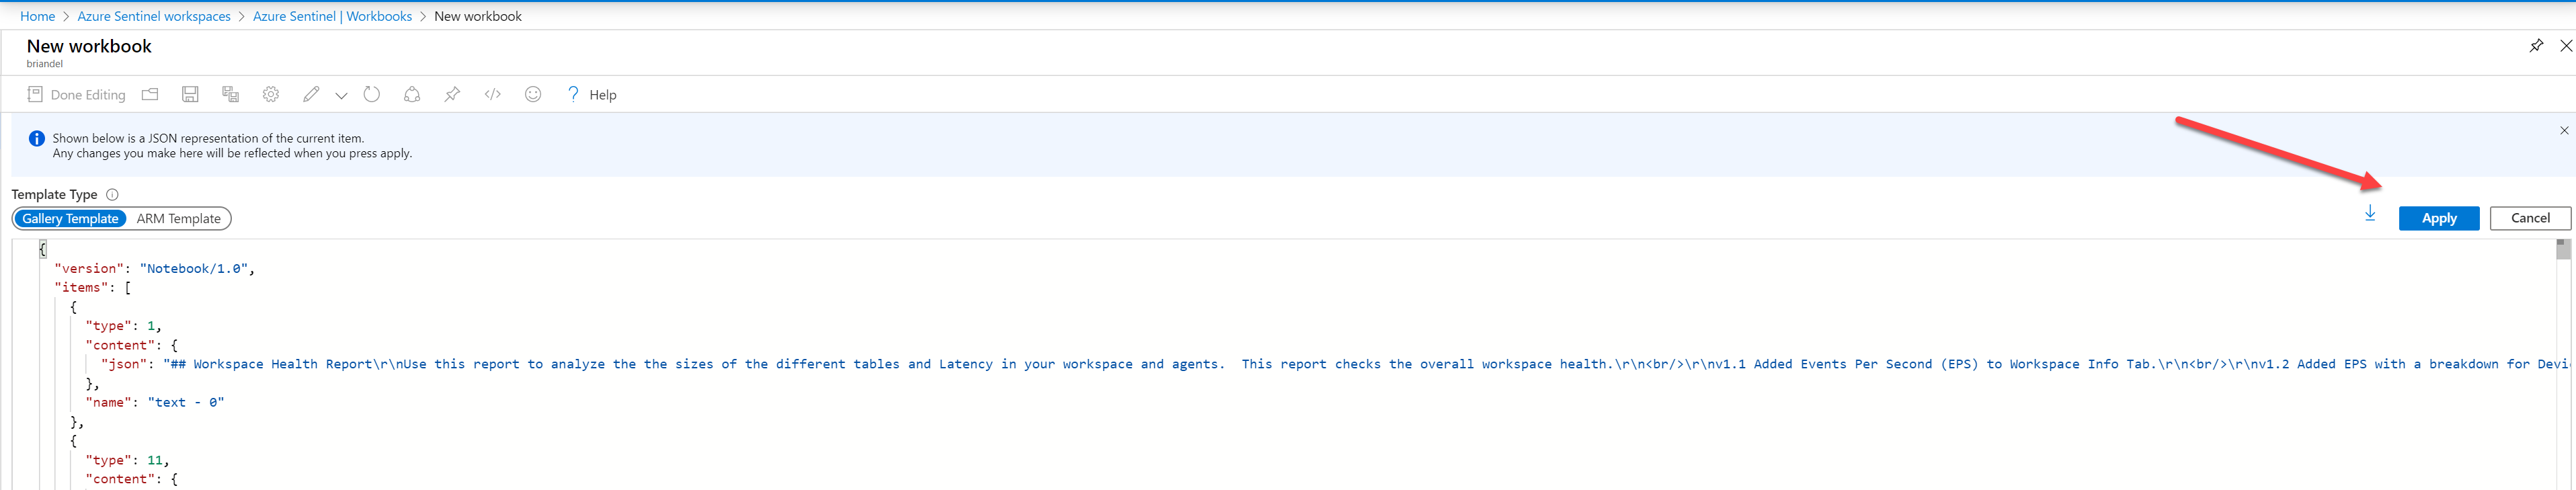 Home > Azure Sentinel workspaces > Azure Sentinel | Workbooks > New workbook
New workbook
briandel
Done Editing </> ? Help
Shown below is a JSON representation of the current item.
Any changes you make here will be reflected when you press apply.
Template Type
Gallery Template ARM Template Apply Cancel
{
"version": "Notebook/1.0",
"items": [
{
"type": 1,
"content": {
"json": "## Workspace Health Report\r\nUse this report to analyze the the sizes of the different tables and Latency in your workspace and agents.  This report checks the overall workspace health.\r\n<br/>\r\nv1.1 Added Events Per Second (EPS) to Workspace Info Tab.\r\n<br/>\r\nv1.2 Added EPS with a breakdown for Devi
},
"name": "text - 0"
},
{
"type": 11,
"content": {